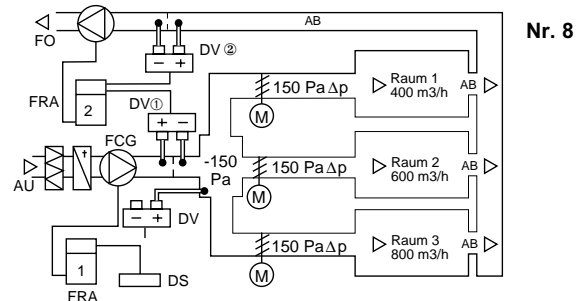 Nr. 8
AB
FO
DV ②
- +
FRA
2
DV①
+ -
FCG
AU
-150
Pa
- +
DV
1
DS
FRA
150 Pa Δp
M
Raum 1
400 m3/h
AB
150 Pa Δp
M
Raum 2
600 m3/h
AB
150 Pa Δp
M
Raum 3
800 m3/h
AB